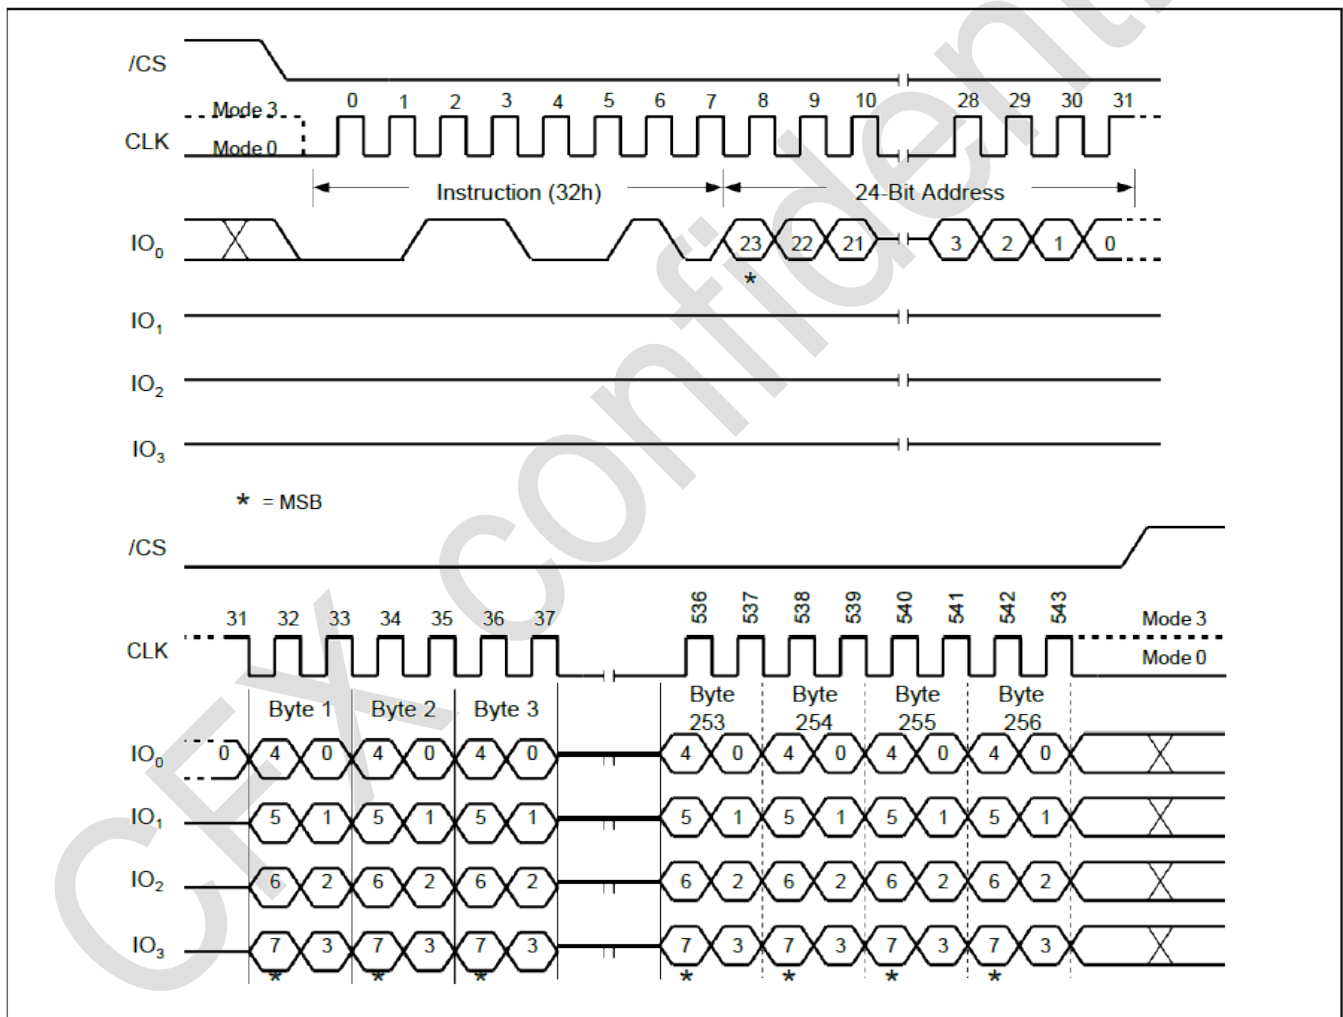 /CS
0 1 2 3 4 5 6 7 8 9 10 28 29 30 31
Mode 3
CLK
Mode 0
Instruction (32h) 24-Bit Address
IO0 23 22 21 3 2 1 0
*
IO1
IO2
IO3
* = MSB
/CS
31 32 33 34 35 36 37 536 537 538 539 540 541 542 543
Mode 3
CLK
Mode 0
Byte 1 Byte 2 Byte 3 Byte 253 Byte 254 Byte 255 Byte 256
IO0 0 4 0 4 0 4 0 4 0 4 0 4 0 4 0
IO1 5 1 5 1 5 1 5 1 5 1 5 1 5 1
IO2 6 2 6 2 6 2 6 2 6 2 6 2 6 2
IO3 7 3 7 3 7 3 7 3 7 3 7 3 7 3
* * * * * * *
CFX confidenti